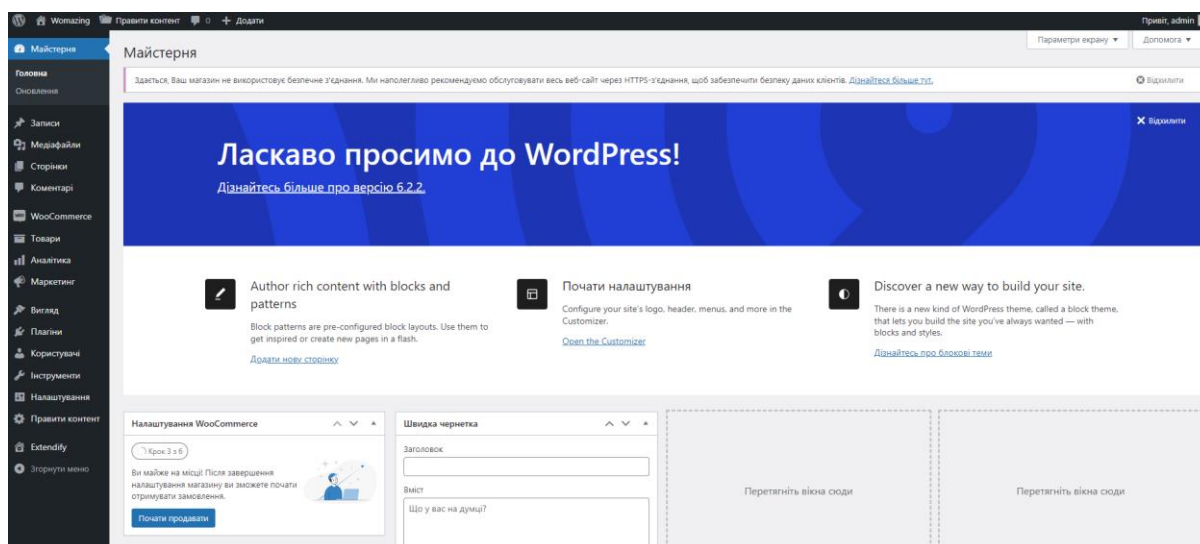 Womazing Правити контент 0 Додати Привіт, admin
Майстерня
Головна
Оновлення
Записи
Медіафайли
Сторінки
Коментарі
WooCommerce
Товари
Аналітика
Маркетинг
Вигляд
Плагіни
Користувачі
Інструменти
Налаштування
Правити контент
Extendify
Згорнути меню
Майстерня
Параметри екрану
Допомога
Здається, Ваш магазин не використовує безпечне з'єднання. Ми наполегливо рекомендуємо обслуговувати весь веб-сайт через HTTPS-з'єднання, щоб забезпечити безпеку даних клієнтів. Дізнайтеся більше тут.
Відхилити
Відхилити
Ласкаво просимо до WordPress!
Дізнайтесь більше про версію 6.2.2.
Author rich content with blocks and
patterns
Block patterns are pre-configured block layouts. Use them to
get inspired or create new pages in a flash.
Додати нову сторінку
Почати налаштування
Configure your site's logo, header, menus, and more in the
Customizer.
Open the Customizer
Discover a new way to build your site.
There is a new kind of WordPress theme, called a block theme,
that lets you build the site you've always wanted — with
blocks and styles.
Дізнайтесь про блокові теми
Налаштування WooCommerce
Крок 3 з 6
Ви майже на місці! Після завершення
налаштування магазину ви зможете почати
отримувати замовлення.
Почати продавати
Швидка чернетка
Заголовок
Вміст
Що у вас на думці?
Перетягніть вікна сюди
Перетягніть вікна сюди